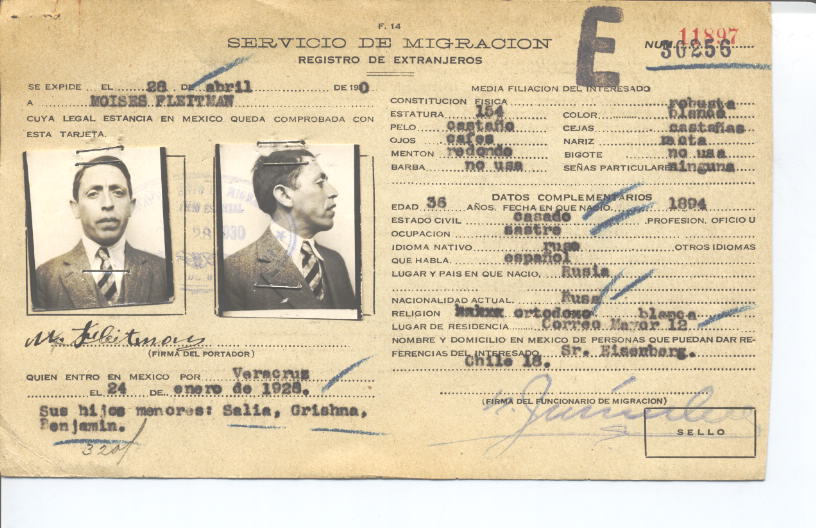 F. 14
SERVICIO DE MIGRACION
REGISTRO DE EXTRANJEROS
E
NUM. 11897
30256
SE EXPIDE EL 28 DE abril DE 1930
A MOISES FLEITMAN
CUYA LEGAL ESTANCIA EN MEXICO QUEDA COMPROBADA CON
ESTA TARJETA.
M. Fleitman
(FIRMA DEL PORTADOR)
QUIEN ENTRO EN MEXICO POR Veracruz
EL 24 DE enero de 1928.
Sus hijos menores: Salia, Grishna,
Benjamin.
320
MEDIA FILIACION DEL INTERESADO
CONSTITUCION FISICA robusta
ESTATURA 154 COLOR blanco
PELO castaño CEJAS castañas
OJOS cafes NARIZ recta
MENTON redondo BIGOTE no usa
BARBA no usa SEÑAS PARTICULARES ninguna
DATOS COMPLEMENTARIOS
EDAD 36 AÑOS. FECHA EN QUE NACIO 1894
ESTADO CIVIL casado PROFESION, OFICIO U
OCUPACION sastre
IDIOMA NATIVO ruso OTROS IDIOMAS
QUE HABLA español
LUGAR Y PAIS EN QUE NACIO, Rusia
NACIONALIDAD ACTUAL. Rusa
RELIGION ortodoxo blanca
LUGAR DE RESIDENCIA Correo Mayor 12
NOMBRE Y DOMICILIO EN MEXICO DE PERSONAS QUE PUEDAN DAR RE-
FERENCIAS DEL INTERESADO Sr. Eisenberg.
Chile 18.
(FIRMA DEL FUNCIONARIO DE MIGRACION)
SELLO